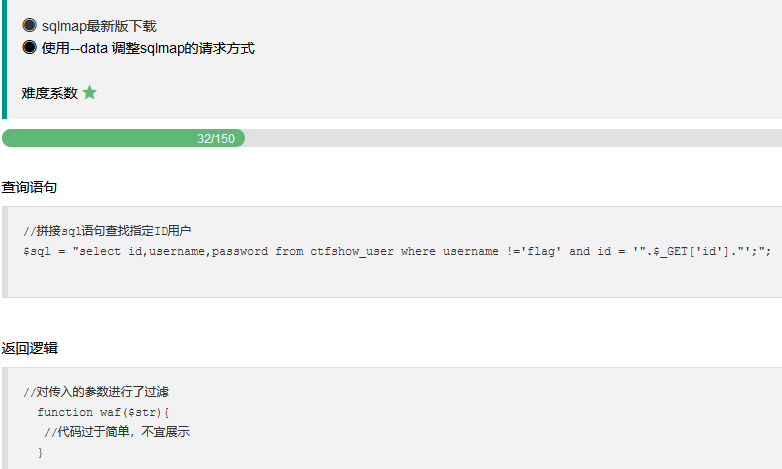 sqlmap最新版下载
使用--data 调整sqlmap的请求方式
难度系数
32/150
查询语句
//拼接sql语句查找指定ID用户
$sql = "select id,username,password from ctfshow_user where username !='flag' and id = '".$_GET['id']."';";
返回逻辑
//对传入的参数进行了过滤
function waf($str){
//代码过于简单，不宜展示
}